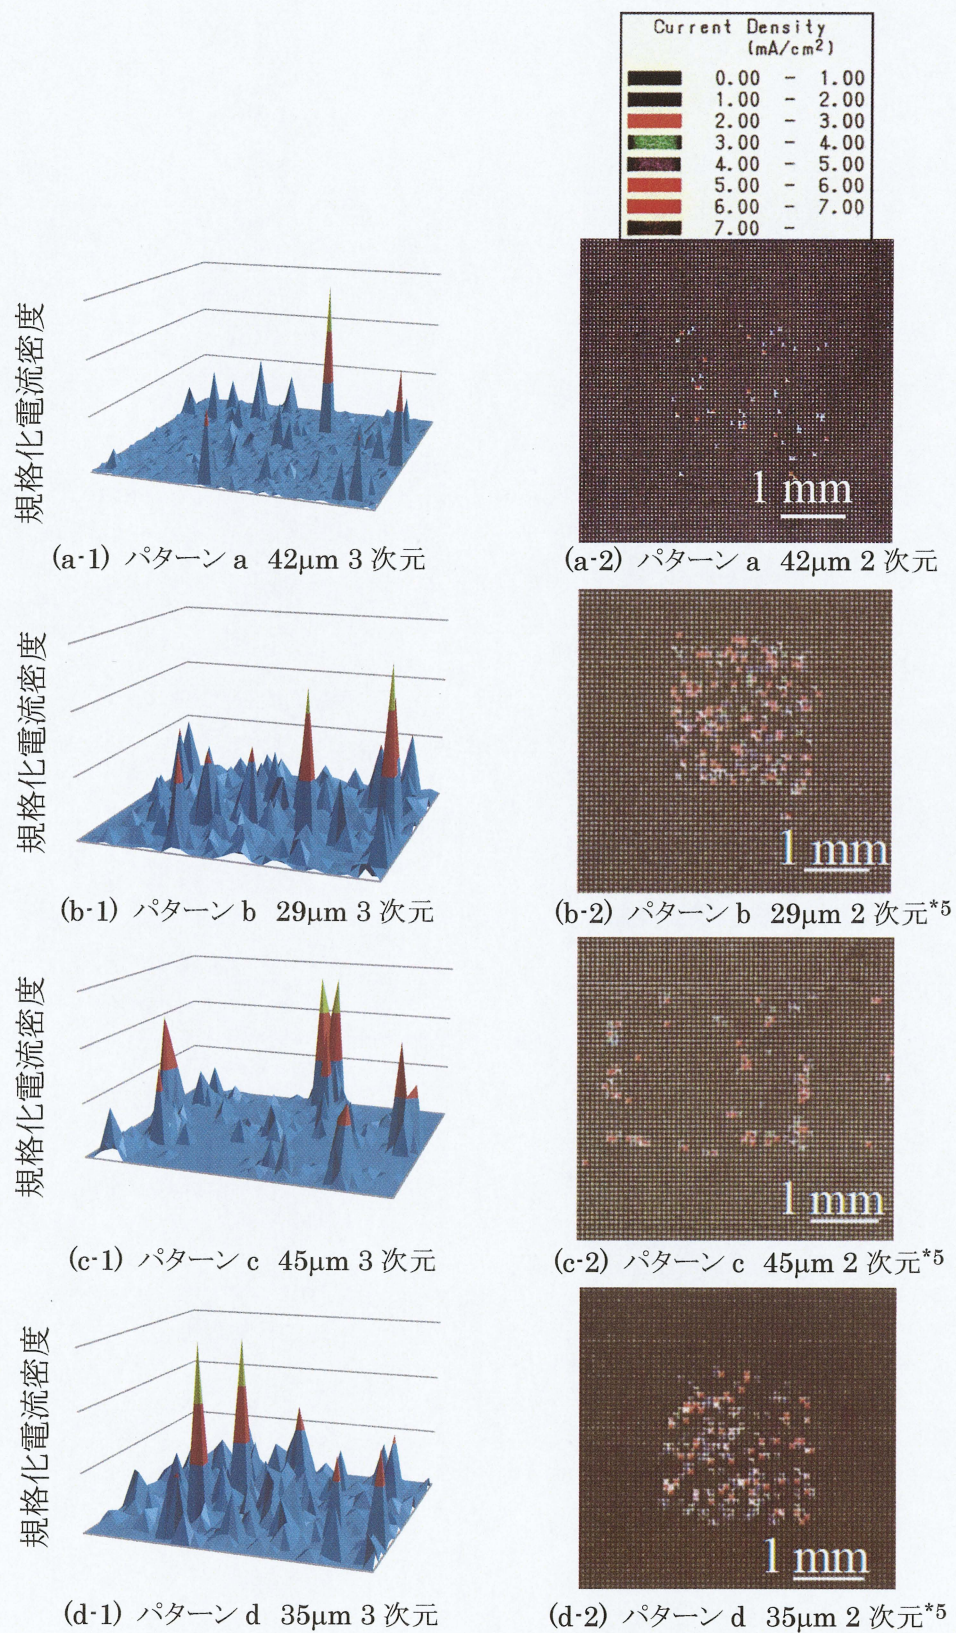 Current Density
(mA/cm²)
0.00 - 1.00
1.00 - 2.00
2.00 - 3.00
3.00 - 4.00
4.00 - 5.00
5.00 - 6.00
6.00 - 7.00
7.00 -
規格化電流密度
1 mm
(a-1) パターン a 42μm 3 次元
(a-2) パターン a 42μm 2 次元
規格化電流密度
1 mm
(b-1) パターン b 29μm 3 次元
(b-2) パターン b 29μm 2 次元*5
規格化電流密度
1 mm
(c-1) パターン c 45μm 3 次元
(c-2) パターン c 45μm 2 次元*5
規格化電流密度
1 mm
(d-1) パターン d 35μm 3 次元
(d-2) パターン d 35μm 2 次元*5